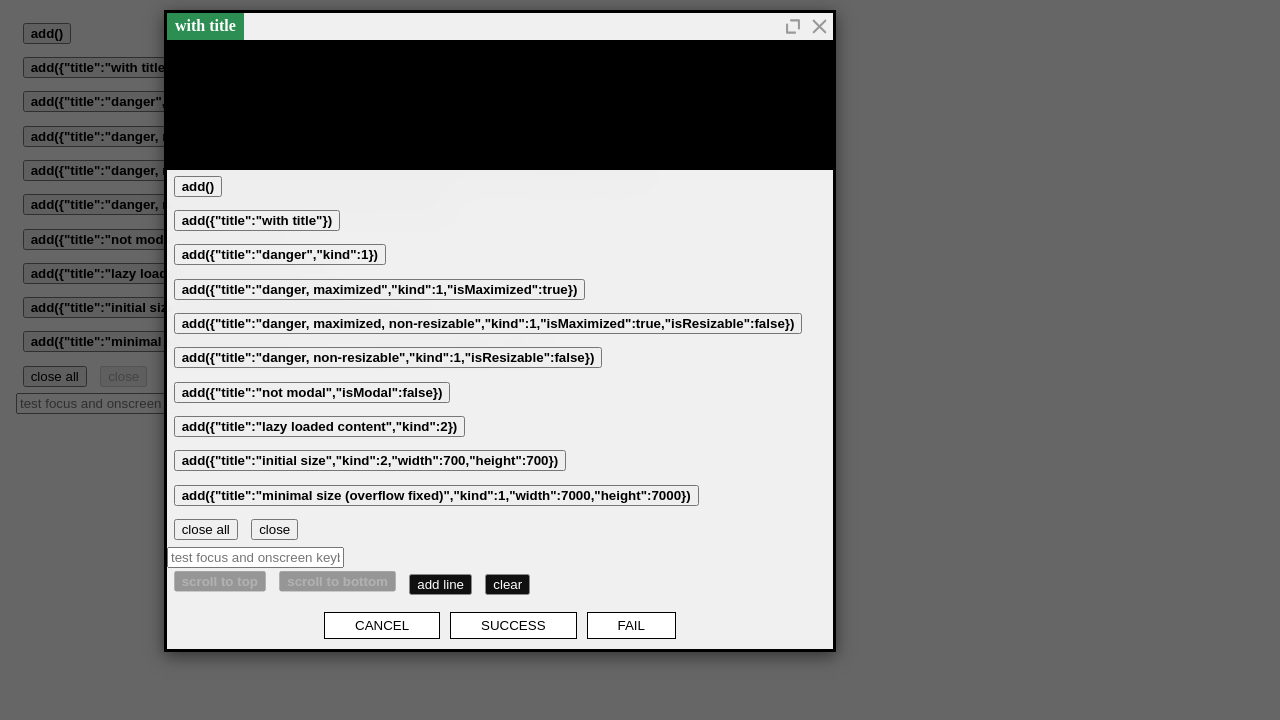 with title
add()
add({"title":"with title"})
add({"title":"danger","kind":1})
add({"title":"danger, maximized","kind":1,"isMaximized":true})
add({"title":"danger, maximized, non-resizable","kind":1,"isMaximized":true,"isResizable":false})
add({"title":"danger, non-resizable","kind":1,"isResizable":false})
add({"title":"not modal","isModal":false})
add({"title":"lazy loaded content","kind":2})
add({"title":"initial size","kind":2,"width":700,"height":700})
add({"title":"minimal size (overflow fixed)","kind":1,"width":7000,"height":7000})
close all close
test focus and onscreen key
scroll to top scroll to bottom add line clear
CANCEL SUCCESS FAIL
add()
add({"title":"with title
add({"title":"danger",
add({"title":"danger,
add({"title":"danger,
add({"title":"danger,
add({"title":"not mod
add({"title":"lazy load
add({"title":"initial siz
add({"title":"minimal
close all close
test focus and onscreen